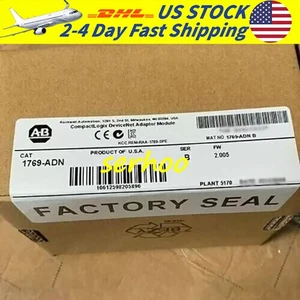 DHL US STOCK
2-4 Day Fast Shipping
Rockwell Automation, 1201 S. 2nd St, Milwaukee, WI 53204, USA
CompactLogix DeviceNet Adapter Module
A-B
MAT NO 1769-ADN B
CAT
1769-ADN
PRODUCT OF U.S.A.
SER
B
FW
2.005
serhoo
10612598205896
PLANT 5170
FACTORY SEAL